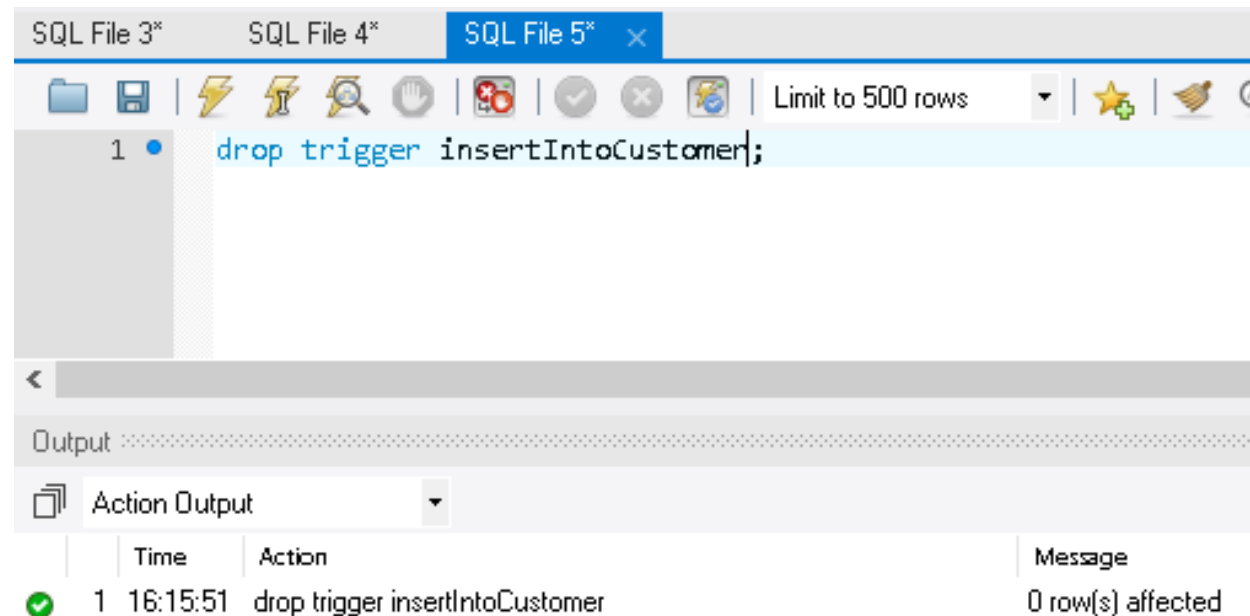 SQL File 3* SQL File 4* SQL File 5*
Limit to 500 rows
1 drop trigger insertIntoCustomer;
Output
Action Output
Time Action Message
1 16:15:51 drop trigger insertIntoCustomer 0 row(s) affected